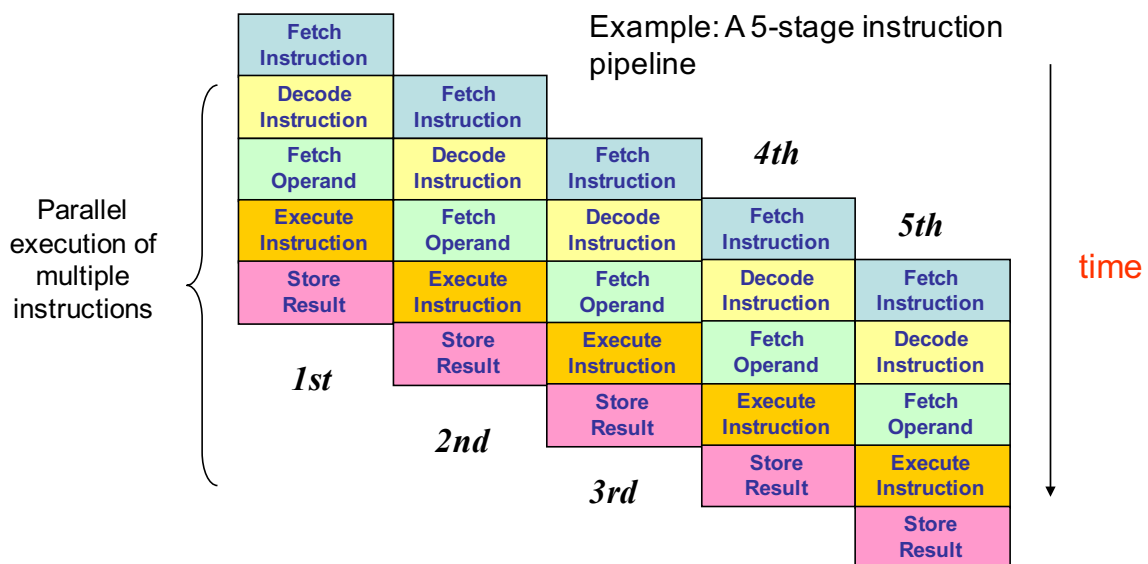 Example: A 5-stage instruction
pipeline
Fetch
Instruction
Decode
Instruction
Fetch
Operand
Execute
Instruction
Store
Result
1st
Fetch
Instruction
Decode
Instruction
Fetch
Operand
Execute
Instruction
Store
Result
2nd
Fetch
Instruction
Decode
Instruction
Fetch
Operand
Execute
Instruction
Store
Result
3rd
4th
Fetch
Instruction
Decode
Instruction
Fetch
Operand
Execute
Instruction
Store
Result
5th
Fetch
Instruction
Decode
Instruction
Fetch
Operand
Execute
Instruction
Store
Result
Parallel
execution of
multiple
instructions
time